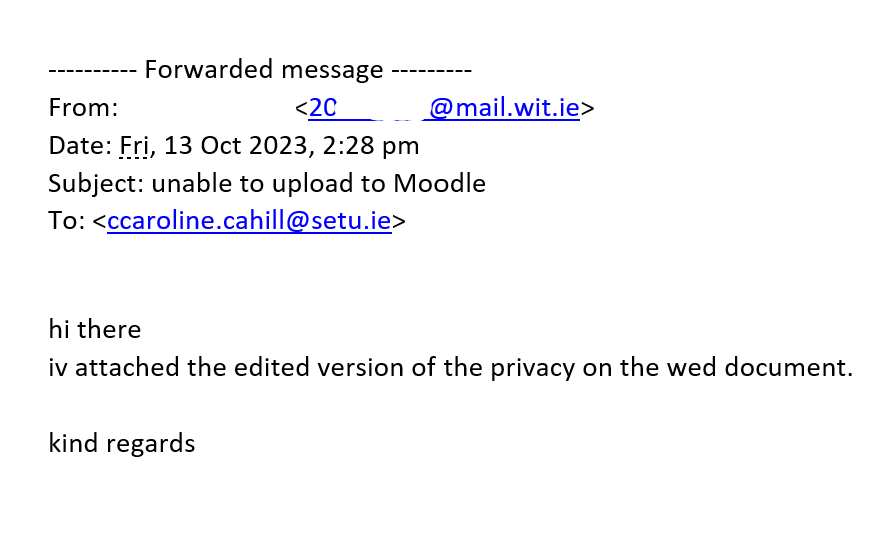 ---------- Forwarded message ---------
From: <20 @mail.wit.ie>
Date: Fri, 13 Oct 2023, 2:28 pm
Subject: unable to upload to Moodle
To: <ccaroline.cahill@setu.ie>
hi there
iv attached the edited version of the privacy on the wed document.
kind regards